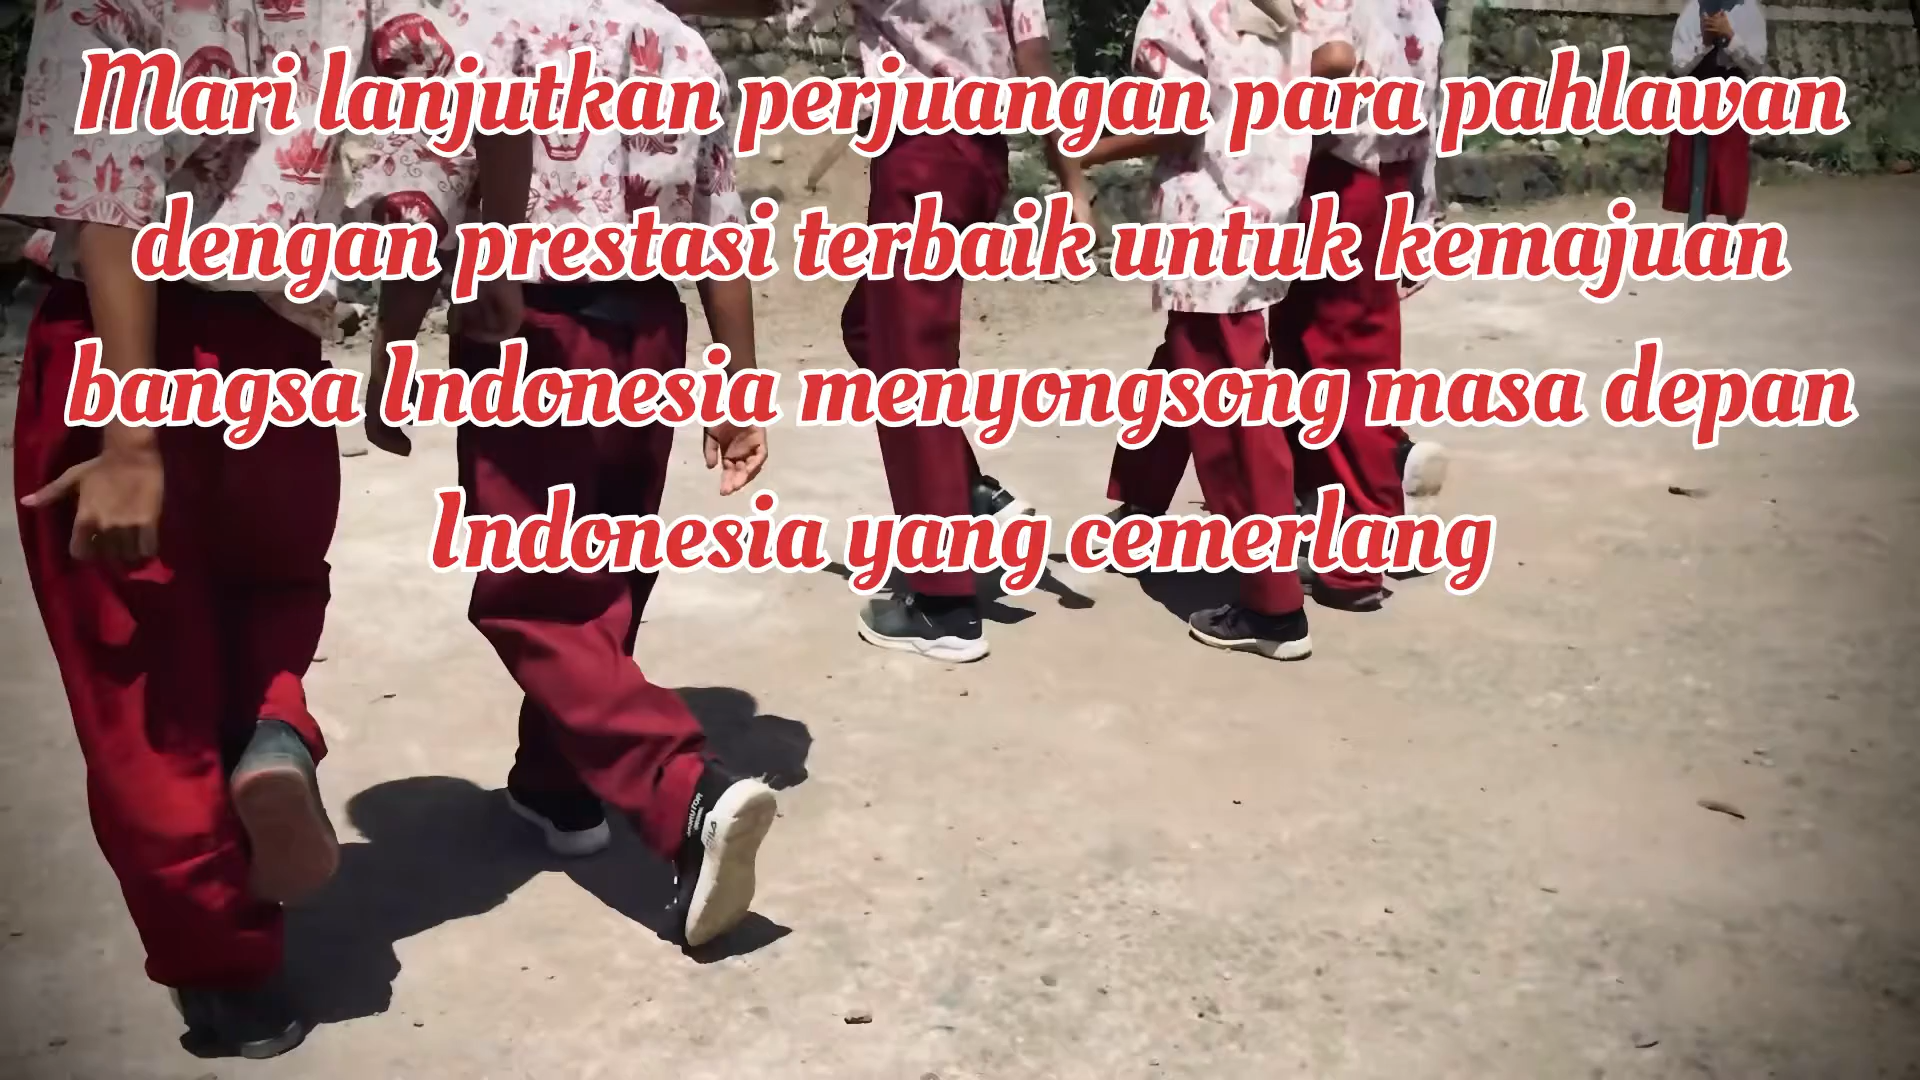 Mari lanjutkan perjuangan para pahlawan
dengan prestasi terbaik untuk kemajuan
bangsa Indonesia menyongsong masa depan
Indonesia yang cemerlang